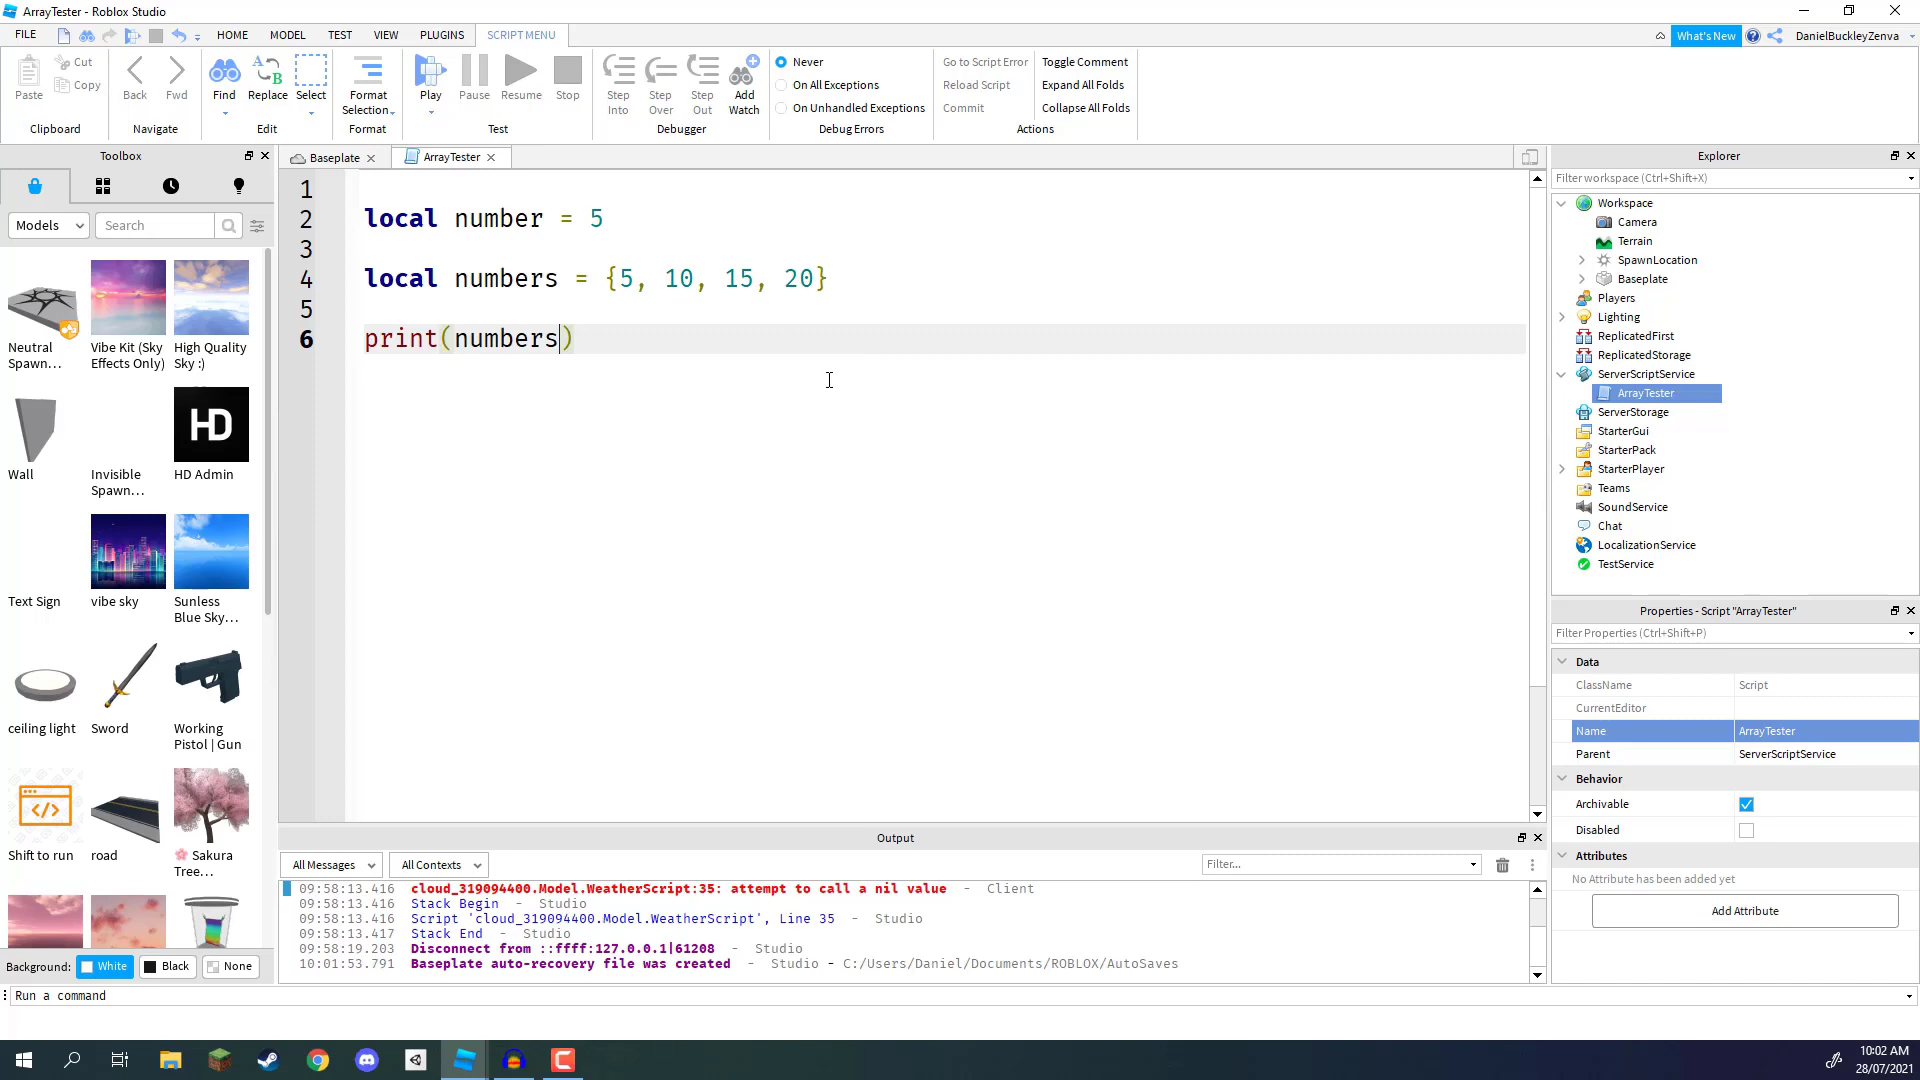 ArrayTester - Roblox Studio
FILE HOME MODEL TEST VIEW PLUGINS SCRIPT MENU What's New DanielBuckleyZenva
Paste Cut Copy
Clipboard
Back Fwd
Navigate
Find Replace Select
Edit
Format Selection
Format
Play Pause Resume Stop
Test
Step Into Step Over Step Out Add Watch
Debugger
Never
On All Exceptions
On Unhandled Exceptions
Debug Errors
Go to Script Error
Reload Script
Commit
Toggle Comment
Expand All Folds
Collapse All Folds
Actions
Toolbox
Models Search
Neutral Spawn...
Vibe Kit (Sky Effects Only)
High Quality Sky :)
Wall
Invisible Spawn...
HD
HD Admin
Text Sign
vibe sky
Sunless Blue Sky...
ceiling light
Sword
Working Pistol | Gun
Shift to run
road
🌸 Sakura Tree...
Background: White Black None
Baseplate ArrayTester
1
2 local number = 5
3
4 local numbers = {5, 10, 15, 20}
5
6 print(numbers)
Output
All Messages All Contexts Filter...
09:58:13.416 cloud_319094400.Model.WeatherScript:35: attempt to call a nil value - Client
09:58:13.416 Stack Begin - Studio
09:58:13.416 Script 'cloud_319094400.Model.WeatherScript', Line 35 - Studio
09:58:13.417 Stack End - Studio
09:58:19.203 Disconnect from ::ffff:127.0.0.1|61208 - Studio
10:01:53.791 Baseplate auto-recovery file was created - Studio - C:/Users/Daniel/Documents/ROBLOX/AutoSaves
Explorer
Filter workspace (Ctrl+Shift+X)
Workspace
Camera
Terrain
SpawnLocation
Baseplate
Players
Lighting
ReplicatedFirst
ReplicatedStorage
ServerScriptService
ArrayTester
ServerStorage
StarterGui
StarterPack
StarterPlayer
Teams
SoundService
Chat
LocalizationService
TestService
Properties - Script "ArrayTester"
Filter Properties (Ctrl+Shift+P)
Data
ClassName Script
CurrentEditor
Name ArrayTester
Parent ServerScriptService
Behavior
Archivable
Disabled
Attributes
No Attribute has been added yet
Add Attribute
Run a command
10:02 AM
28/07/2021